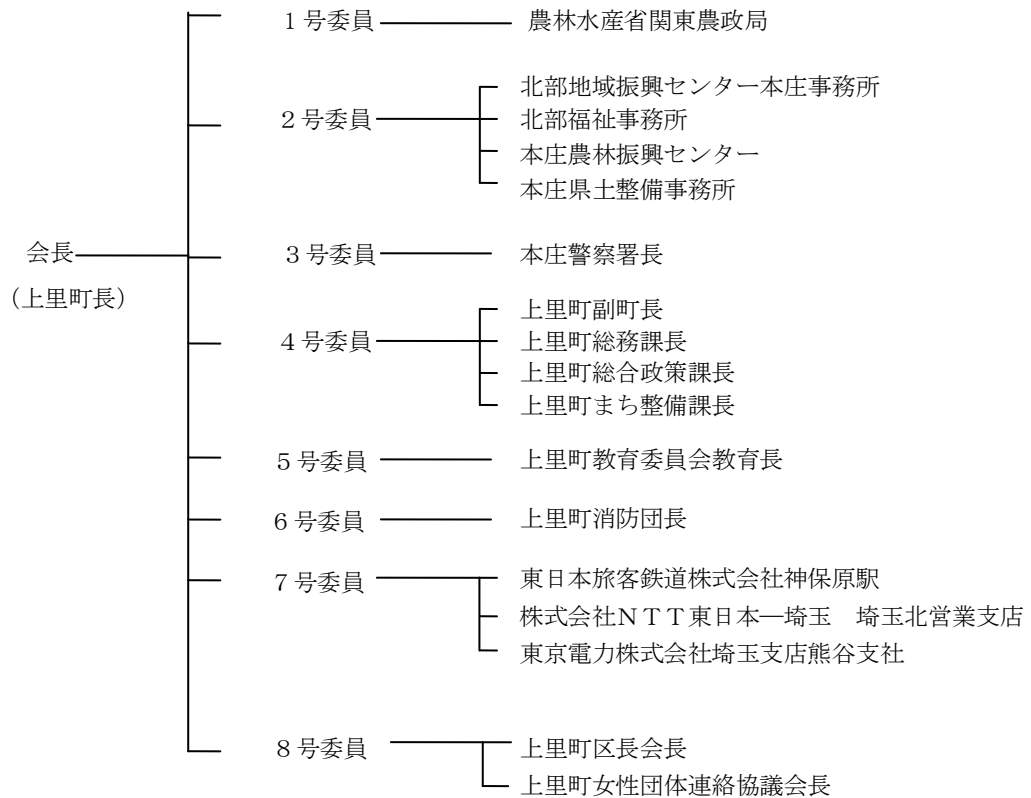 １号委員 農林水産省関東農政局
北部地域振興センター本庄事務所
２号委員 北部福祉事務所
本庄農林振興センター
本庄県土整備事務所
会長 ３号委員 本庄警察署長
（上里町長）
上里町副町長
４号委員 上里町総務課長
上里町総合政策課長
上里町まち整備課長
５号委員 上里町教育委員会教育長
６号委員 上里町消防団長
７号委員 東日本旅客鉄道株式会社神保原駅
株式会社ＮＴＴ東日本―埼玉　埼玉北営業支店
東京電力株式会社埼玉支店熊谷支社
８号委員 上里町区長会長
上里町女性団体連絡協議会長